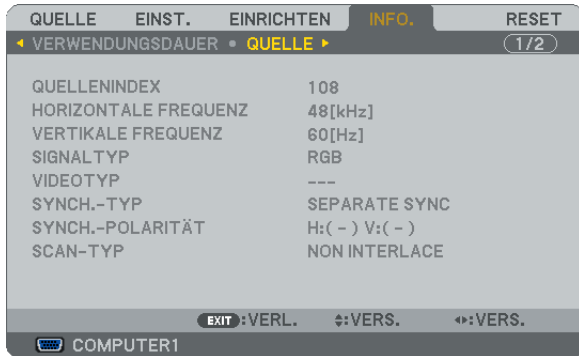 QUELLE EINST. EINRICHTEN INFO. RESET
VERWENDUNGSDAUER • QUELLE 1/2
QUELLENINDEX 108
HORIZONTALE FREQUENZ 48[kHz]
VERTIKALE FREQUENZ 60[Hz]
SIGNALTYP RGB
VIDEOTYP ---
SYNCH.-TYP SEPARATE SYNC
SYNCH.-POLARITÄT H:(-) V:(-)
SCAN-TYP NON INTERLACE
EXIT:VERL. :VERS. :VERS.
COMPUTER1